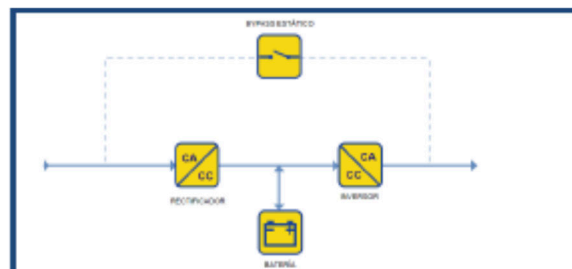 BYPASS ESTÁTICO
CA
CC
CA
CC
RECTIFICADOR
INVERSOR
BATERÍA